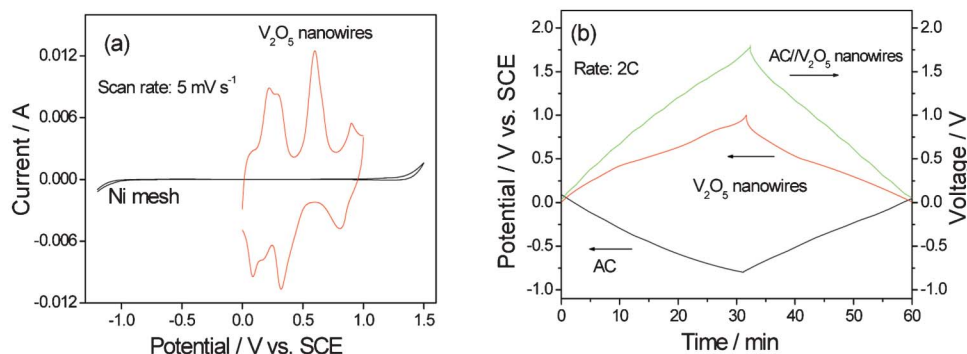 (a)
V₂O₅ nanowires
Scan rate: 5 mV s⁻¹
Ni mesh
Current / A
0.012
0.006
0.000
-0.006
-0.012
-1.0
-0.5
0.0
0.5
1.0
1.5
Potential / V vs. SCE
(b)
Rate: 2C
AC//V₂O₅ nanowires
V₂O₅ nanowires
AC
Potential / V vs. SCE
2.0
1.5
1.0
0.5
0.0
-0.5
-1.0
Voltage / V
2.0
1.5
1.0
0.5
0.0
-0.5
-1.0
0
10
20
30
40
50
60
Time / min